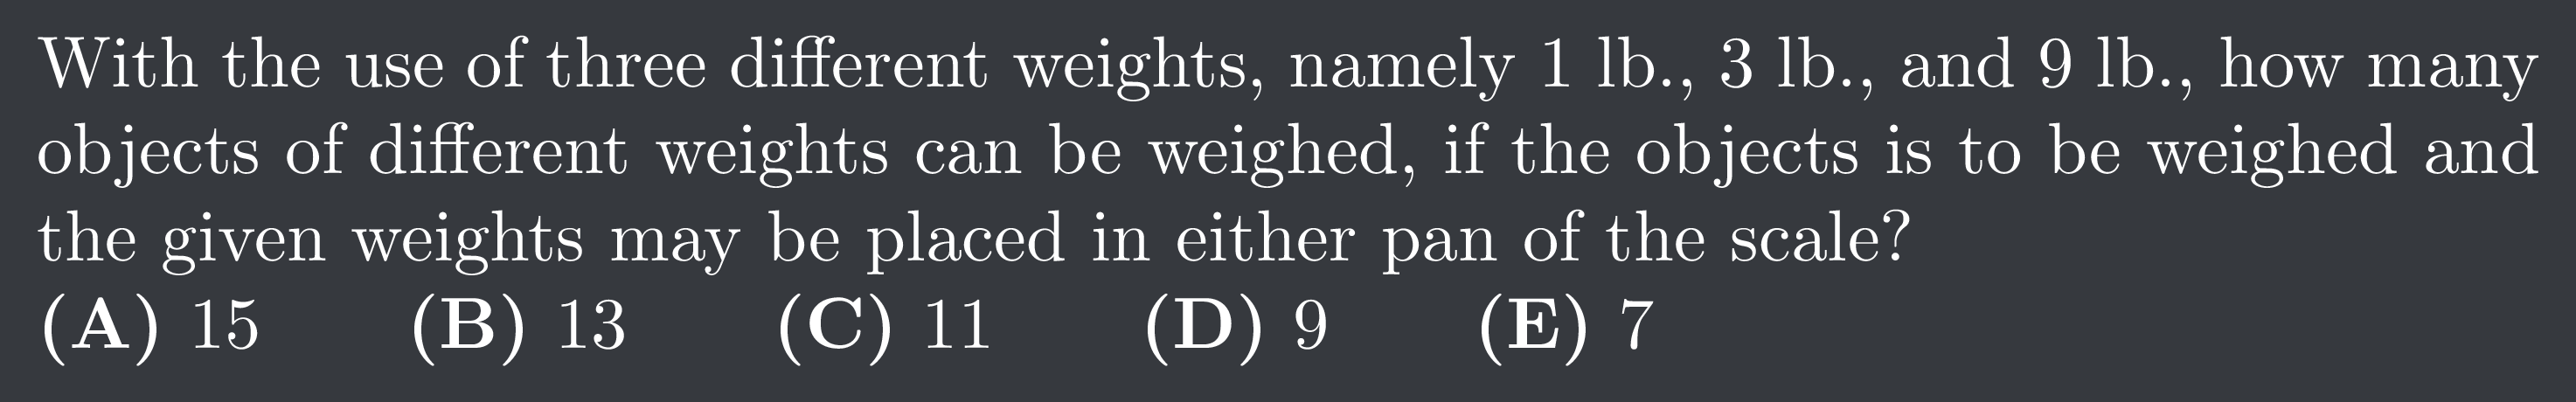 With the use of three different weights, namely 1 lb., 3 lb., and 9 lb., how many
objects of different weights can be weighed, if the objects is to be weighed and
the given weights may be placed in either pan of the scale?
(A) 15 (B) 13 (C) 11 (D) 9 (E) 7